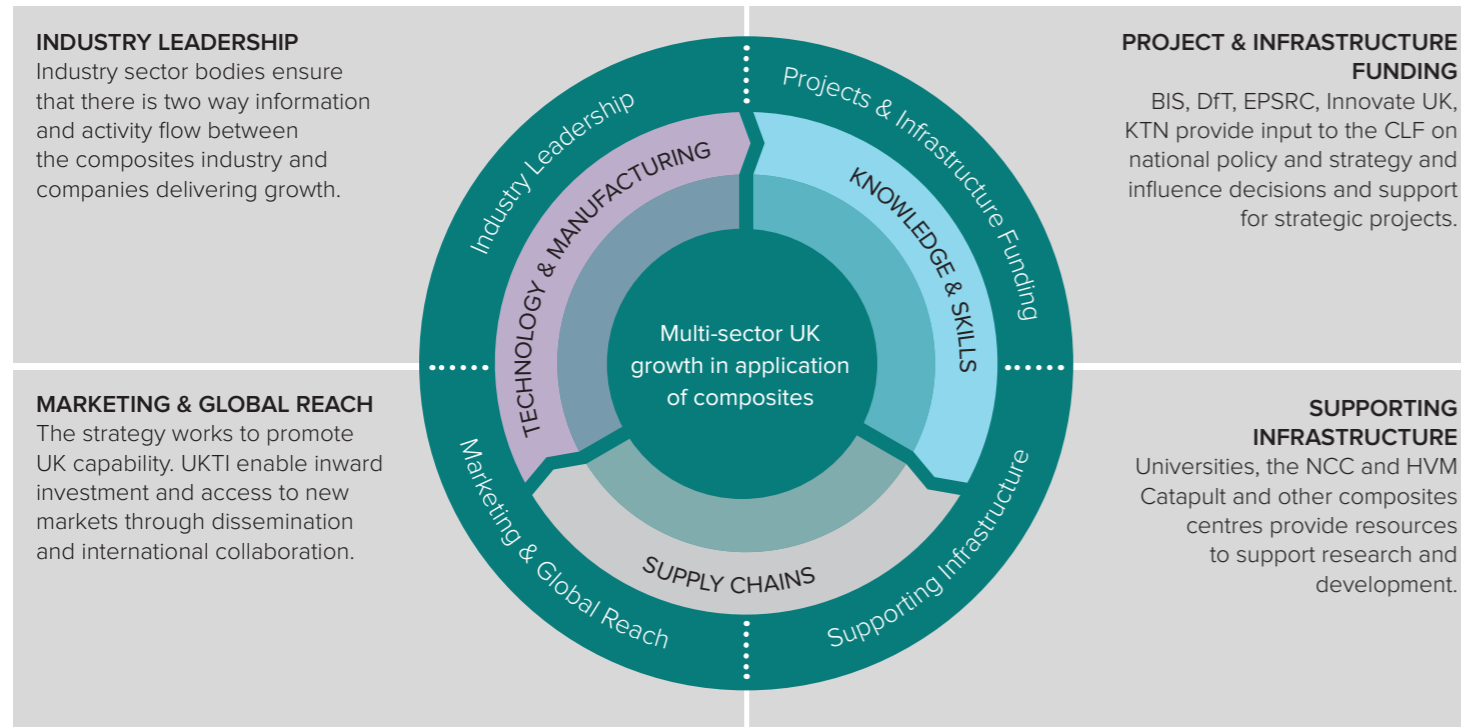 INDUSTRY LEADERSHIP
Industry sector bodies ensure
that there is two way information
and activity flow between
the composites industry and
companies delivering growth.
PROJECT & INFRASTRUCTURE
FUNDING
BIS, DfT, EPSRC, Innovate UK,
KTN provide input to the CLF on
national policy and strategy and
influence decisions and support
for strategic projects.
Industry Leadership
Projects & Infrastructure Funding
TECHNOLOGY & MANUFACTURING
KNOWLEDGE & SKILLS
Multi-sector UK
growth in application
of composites
SUPPLY CHAINS
Marketing & Global Reach
Supporting Infrastructure
MARKETING & GLOBAL REACH
The strategy works to promote
UK capability. UKTI enable inward
investment and access to new
markets through dissemination
and international collaboration.
SUPPORTING
INFRASTRUCTURE
Universities, the NCC and HVM
Catapult and other composites
centres provide resources
to support research and
development.